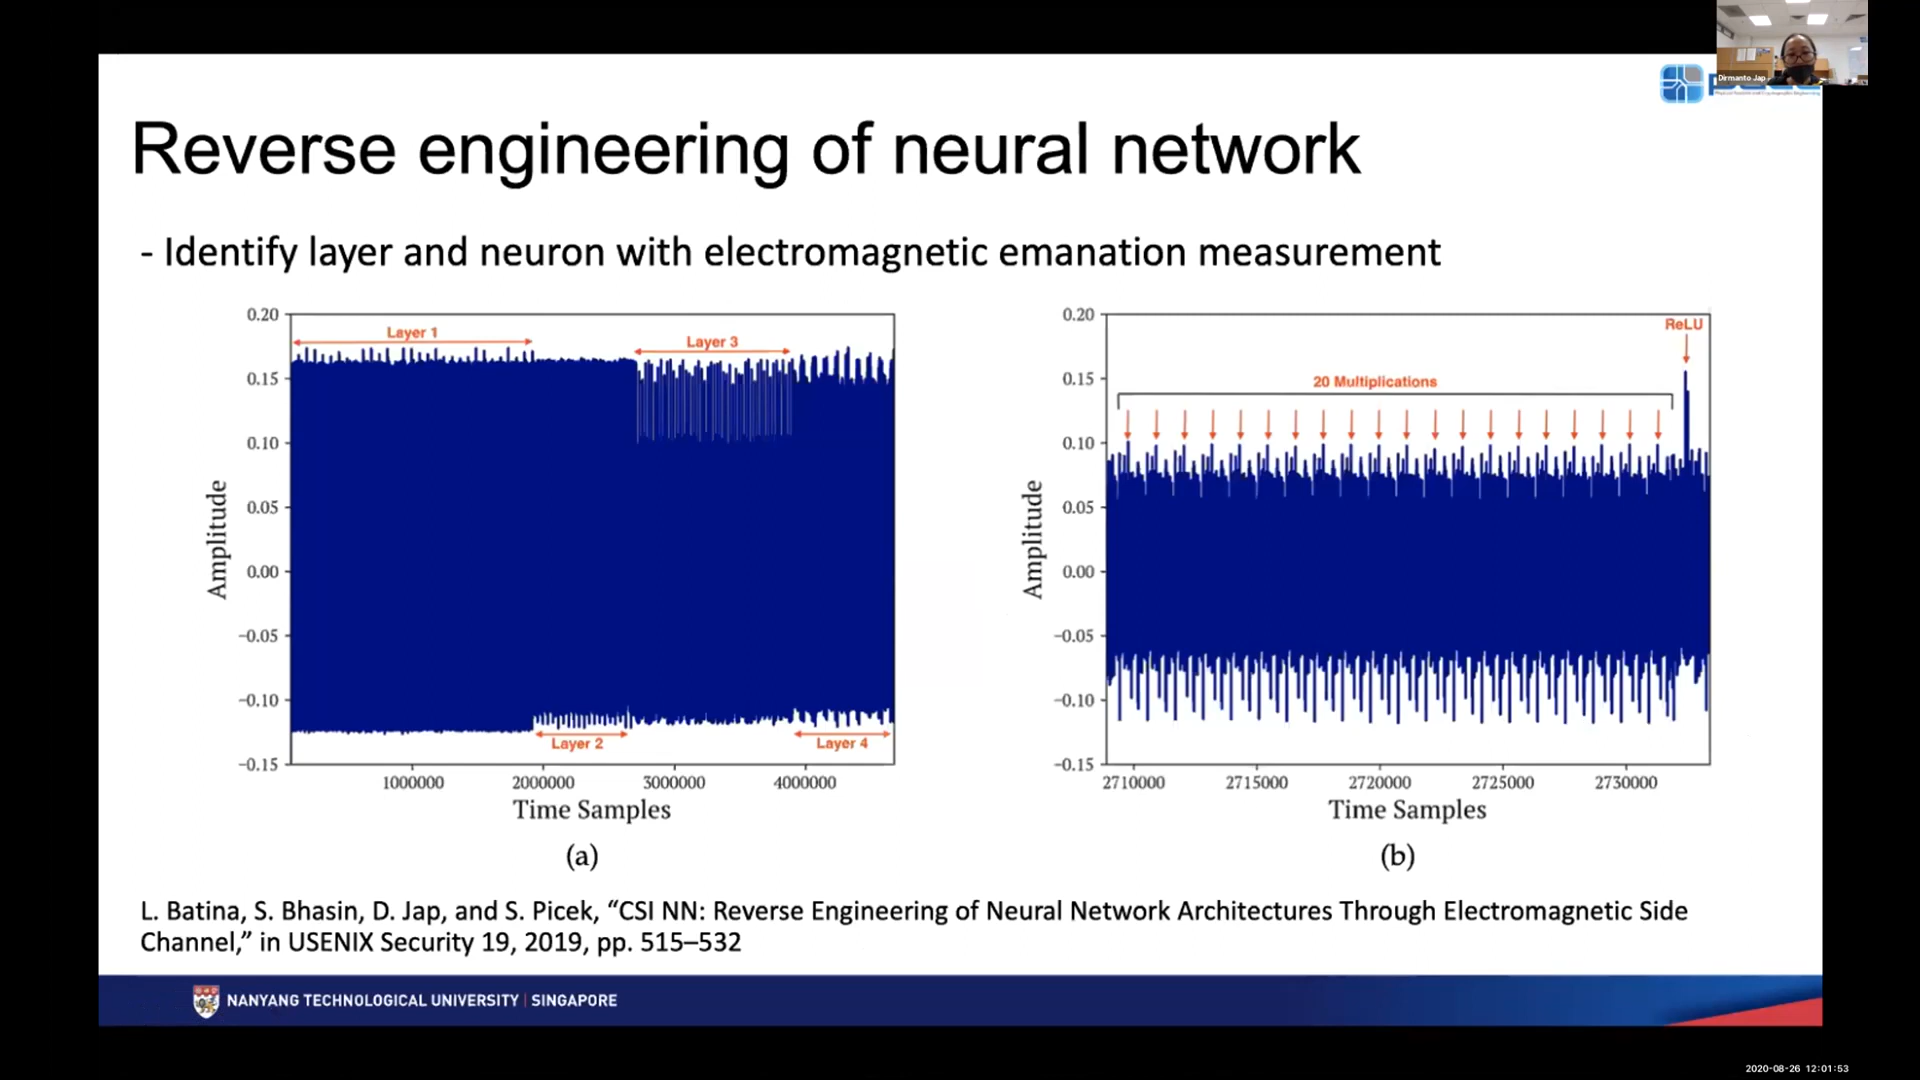 Dirmanto Jap
Reverse engineering of neural network
- Identify layer and neuron with electromagnetic emanation measurement
0.20
0.15
0.10
0.05
0.00
−0.05
−0.10
−0.15
Amplitude
Layer 1
Layer 3
Layer 2
Layer 4
1000000 2000000 3000000 4000000
Time Samples
(a)
0.20
0.15
0.10
0.05
0.00
−0.05
−0.10
−0.15
Amplitude
ReLU
20 Multiplications
2710000 2715000 2720000 2725000 2730000
Time Samples
(b)
L. Batina, S. Bhasin, D. Jap, and S. Picek, “CSI NN: Reverse Engineering of Neural Network Architectures Through Electromagnetic Side
Channel,” in USENIX Security 19, 2019, pp. 515–532
NANYANG TECHNOLOGICAL UNIVERSITY | SINGAPORE
2020-08-26 12:01:53